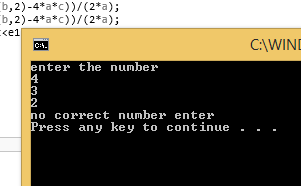 b,2)-4*a*c))/(2*a);
(b,2)-4*a*c))/(2*a);
<<e1
C:\WIND
enter the number
4
3
2
no correct number enter
Press any key to continue . . .